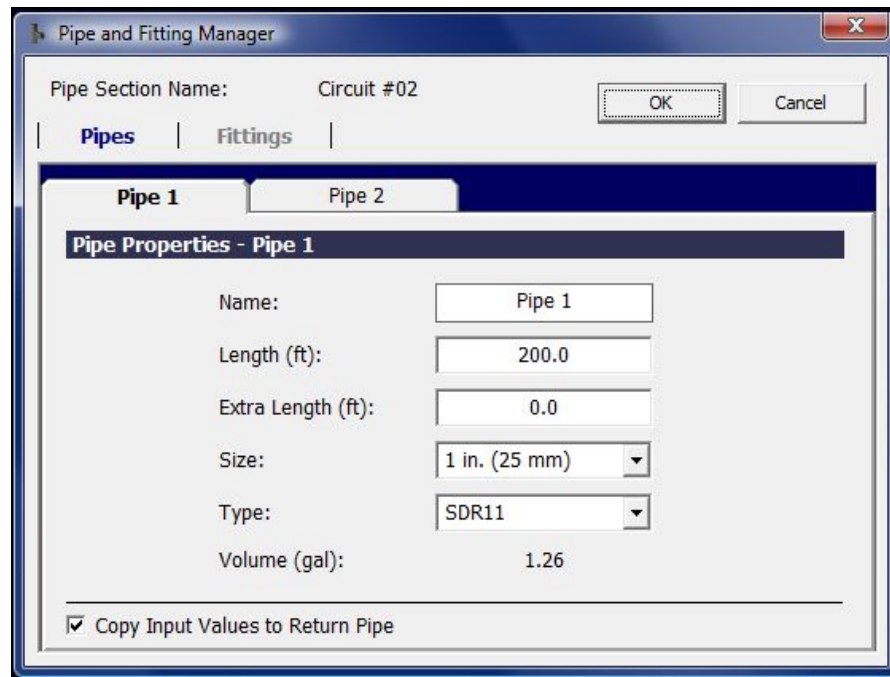 Pipe and Fitting Manager
Pipe Section Name: Circuit #02
OK Cancel
Pipes Fittings
Pipe 1 Pipe 2
Pipe Properties - Pipe 1
Name: Pipe 1
Length (ft): 200.0
Extra Length (ft): 0.0
Size: 1 in. (25 mm)
Type: SDR11
Volume (gal): 1.26
Copy Input Values to Return Pipe